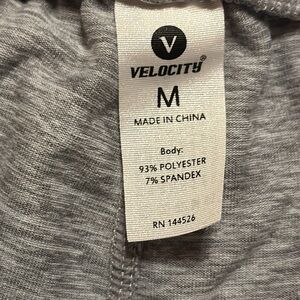 V
VELOCITY®
M
MADE IN CHINA
Body:
93% POLYESTER
7% SPANDEX
RN 144526